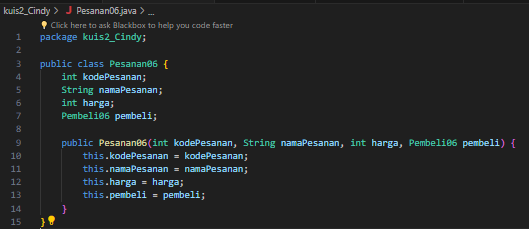 kuis2_Cindy > J Pesanan06.java > ...
Click here to ask Blackbox to help you code faster
1 package kuis2_Cindy;
2
3 public class Pesanan06 {
4     int kodePesanan;
5     String namaPesanan;
6     int harga;
7     Pembeli06 pembeli;
8
9     public Pesanan06(int kodePesanan, String namaPesanan, int harga, Pembeli06 pembeli) {
10         this.kodePesanan = kodePesanan;
11         this.namaPesanan = namaPesanan;
12         this.harga = harga;
13         this.pembeli = pembeli;
14     }
15 }